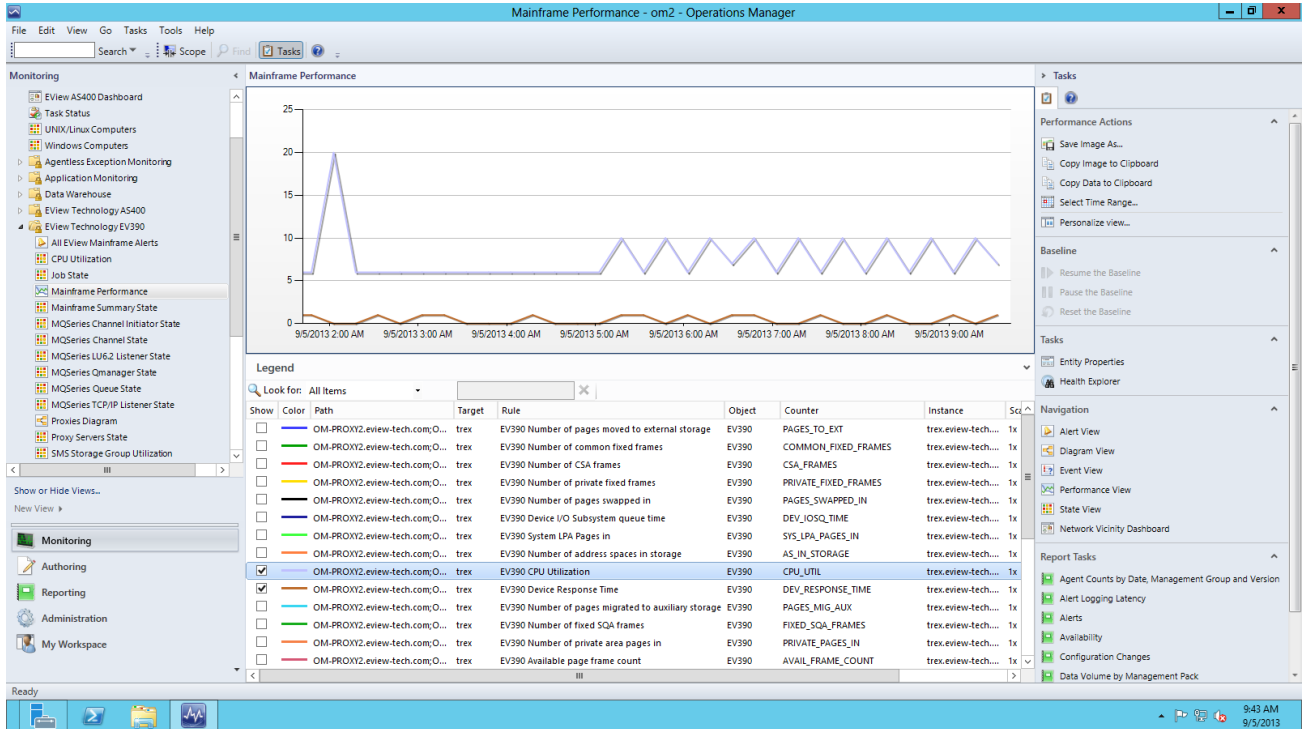 Mainframe Performance - om2 - Operations Manager
File Edit View Go Tasks Tools Help
Search Scope Find Tasks
Monitoring
EView AS400 Dashboard
Task Status
UNIX/Linux Computers
Windows Computers
Agentless Exception Monitoring
Application Monitoring
Data Warehouse
EView Technology AS400
EView Technology EV390
All EView Mainframe Alerts
CPU Utilization
Job State
Mainframe Performance
Mainframe Summary State
MQSeries Channel Initiator State
MQSeries Channel State
MQSeries LU6.2 Listener State
MQSeries Qmanager State
MQSeries Queue State
MQSeries TCP/IP Listener State
Proxies Diagram
Proxy Servers State
SMS Storage Group Utilization
Show or Hide Views...
New View
Monitoring
Authoring
Reporting
Administration
My Workspace
Mainframe Performance
25
20
15
10
5
0
9/5/2013 2:00 AM 9/5/2013 3:00 AM 9/5/2013 4:00 AM 9/5/2013 5:00 AM 9/5/2013 6:00 AM 9/5/2013 7:00 AM 9/5/2013 8:00 AM 9/5/2013 9:00 AM
Legend
Look for: All Items
Show Color Path Target Rule Object Counter Instance Sca
OM-PROXY2.eview-tech.com;O... trex EV390 Number of pages moved to external storage EV390 PAGES_TO_EXT trex.eview-tech.... 1x
OM-PROXY2.eview-tech.com;O... trex EV390 Number of common fixed frames EV390 COMMON_FIXED_FRAMES trex.eview-tech.... 1x
OM-PROXY2.eview-tech.com;O... trex EV390 Number of CSA frames EV390 CSA_FRAMES trex.eview-tech.... 1x
OM-PROXY2.eview-tech.com;O... trex EV390 Number of private fixed frames EV390 PRIVATE_FIXED_FRAMES trex.eview-tech.... 1x
OM-PROXY2.eview-tech.com;O... trex EV390 Number of pages swapped in EV390 PAGES_SWAPPED_IN trex.eview-tech.... 1x
OM-PROXY2.eview-tech.com;O... trex EV390 Device I/O Subsystem queue time EV390 DEV_IOSQ_TIME trex.eview-tech.... 1x
OM-PROXY2.eview-tech.com;O... trex EV390 System LPA Pages in EV390 SYS_LPA_PAGES_IN trex.eview-tech.... 1x
OM-PROXY2.eview-tech.com;O... trex EV390 Number of address spaces in storage EV390 AS_IN_STORAGE trex.eview-tech.... 1x
OM-PROXY2.eview-tech.com;O... trex EV390 CPU Utilization EV390 CPU_UTIL trex.eview-tech.... 1x
OM-PROXY2.eview-tech.com;O... trex EV390 Device Response Time EV390 DEV_RESPONSE_TIME trex.eview-tech.... 1x
OM-PROXY2.eview-tech.com;O... trex EV390 Number of pages migrated to auxiliary storage EV390 PAGES_MIG_AUX trex.eview-tech.... 1x
OM-PROXY2.eview-tech.com;O... trex EV390 Number of fixed SQA frames EV390 FIXED_SQA_FRAMES trex.eview-tech.... 1x
OM-PROXY2.eview-tech.com;O... trex EV390 Number of private area pages in EV390 PRIVATE_PAGES_IN trex.eview-tech.... 1x
OM-PROXY2.eview-tech.com;O... trex EV390 Available page frame count EV390 AVAIL_FRAME_COUNT trex.eview-tech.... 1x
Tasks
Performance Actions
Save Image As...
Copy Image to Clipboard
Copy Data to Clipboard
Select Time Range...
Personalize view...
Baseline
Resume the Baseline
Pause the Baseline
Reset the Baseline
Tasks
Entity Properties
Health Explorer
Navigation
Alert View
Diagram View
Event View
Performance View
State View
Network Vicinity Dashboard
Report Tasks
Agent Counts by Date, Management Group and Version
Alert Logging Latency
Alerts
Availability
Configuration Changes
Data Volume by Management Pack
Ready
9:43 AM
9/5/2013